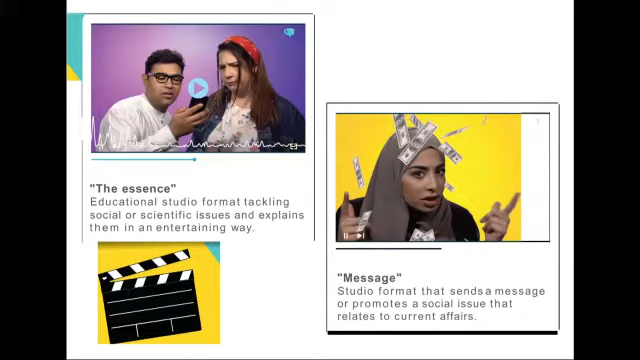 "The essence"
Educational studio format tackling
social or scientific issues and explains
them in an entertaining way.
"Message"
Studio format that sends a message
or promotes a social issue that
relates to current affairs.